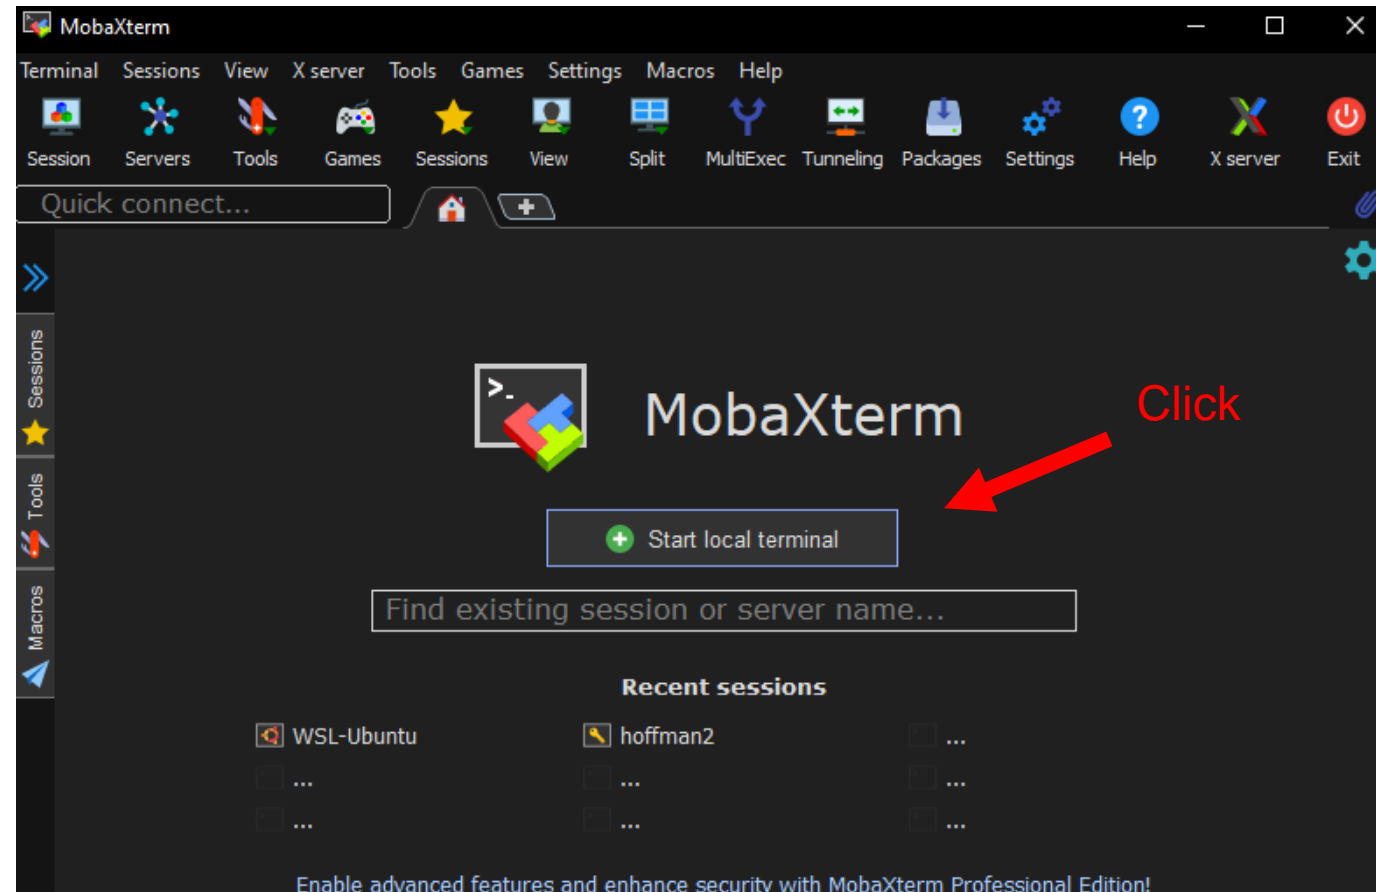 MobaXterm
Terminal Sessions View X server Tools Games Settings Macros Help
Session Servers Tools Games Sessions View Split MultiExec Tunneling Packages Settings Help X server Exit
Quick connect...
Sessions
Tools
Macros
>_
MobaXterm
Click
Start local terminal
Find existing session or server name...
Recent sessions
WSL-Ubuntu hoffman2 ...
... ... ...
... ... ...
Enable advanced features and enhance security with MobaXterm Professional Edition!